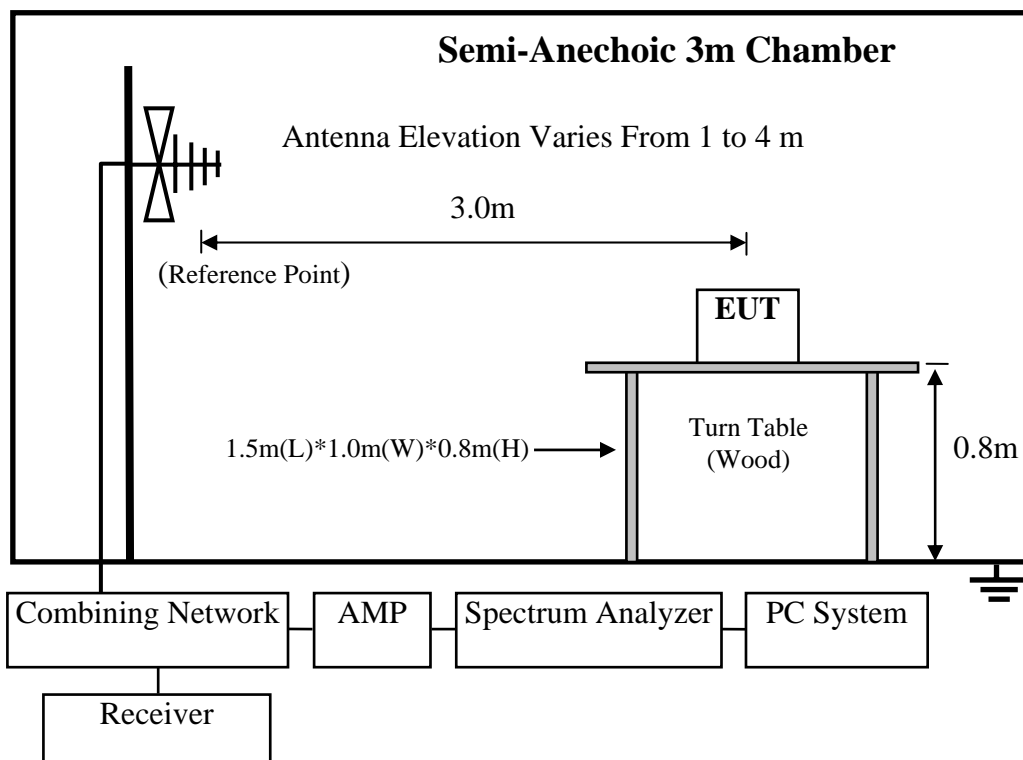 Semi-Anechoic 3m Chamber
Antenna Elevation Varies From 1 to 4 m
3.0m
(Reference Point)
EUT
1.5m(L)*1.0m(W)*0.8m(H)
Turn Table
(Wood)
0.8m
Combining Network
AMP
Spectrum Analyzer
PC System
Receiver